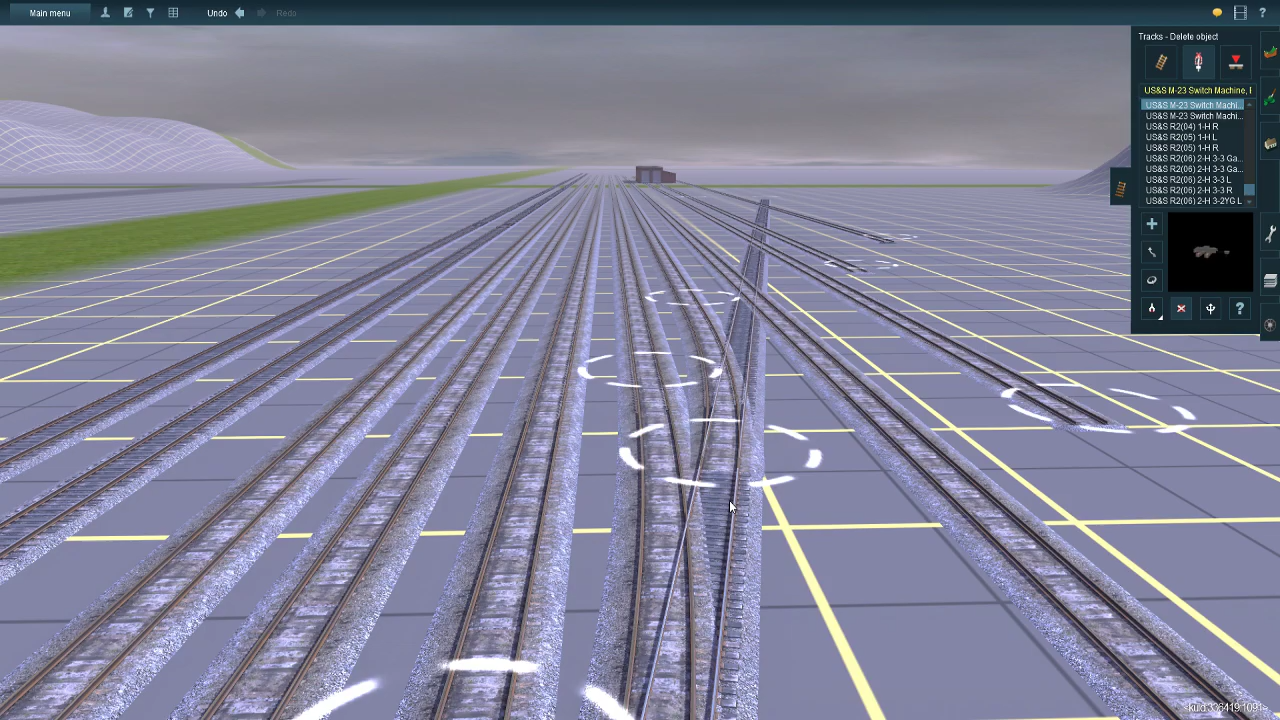 Main menu Undo Redo ?
Tracks - Delete object
US&S M-23 Switch Machine, I
US&S M-23 Switch Machi...
US&S M-23 Switch Machi...
US&S R2(04) 1-H R
US&S R2(05) 1-H L
US&S R2(05) 1-H R
US&S R2(06) 2-H 3-3 Ga...
US&S R2(06) 2-H 3-3 Ga...
US&S R2(06) 2-H 3-3 L
US&S R2(06) 2-H 3-3 R
US&S R2(06) 2-H 3-2YG L
?